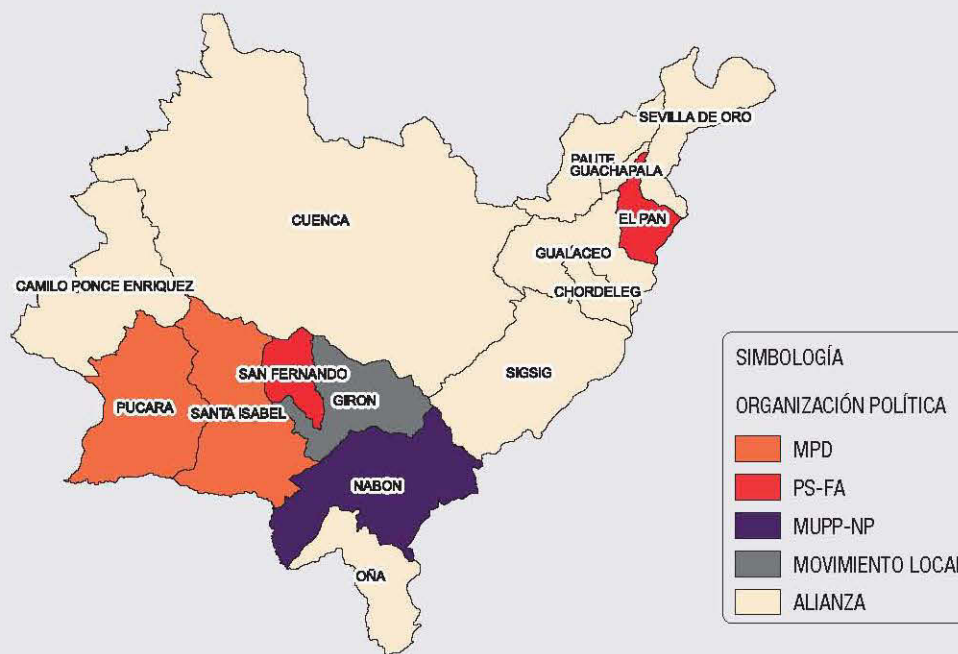 SEVILLA DE ORO
PAUTE
GUACHAPALA
CUENCA
EL PAN
GUALACEO
CAMILO PONCE ENRIQUEZ
CHORDELEG
SAN FERNANDO
SIGSIG
PUCARA
SANTA ISABEL
GIRON
NABON
OÑA
SIMBOLOGÍA
ORGANIZACIÓN POLÍTICA
MPD
PS-FA
MUPP-NP
MOVIMIENTO LOCAL
ALIANZA